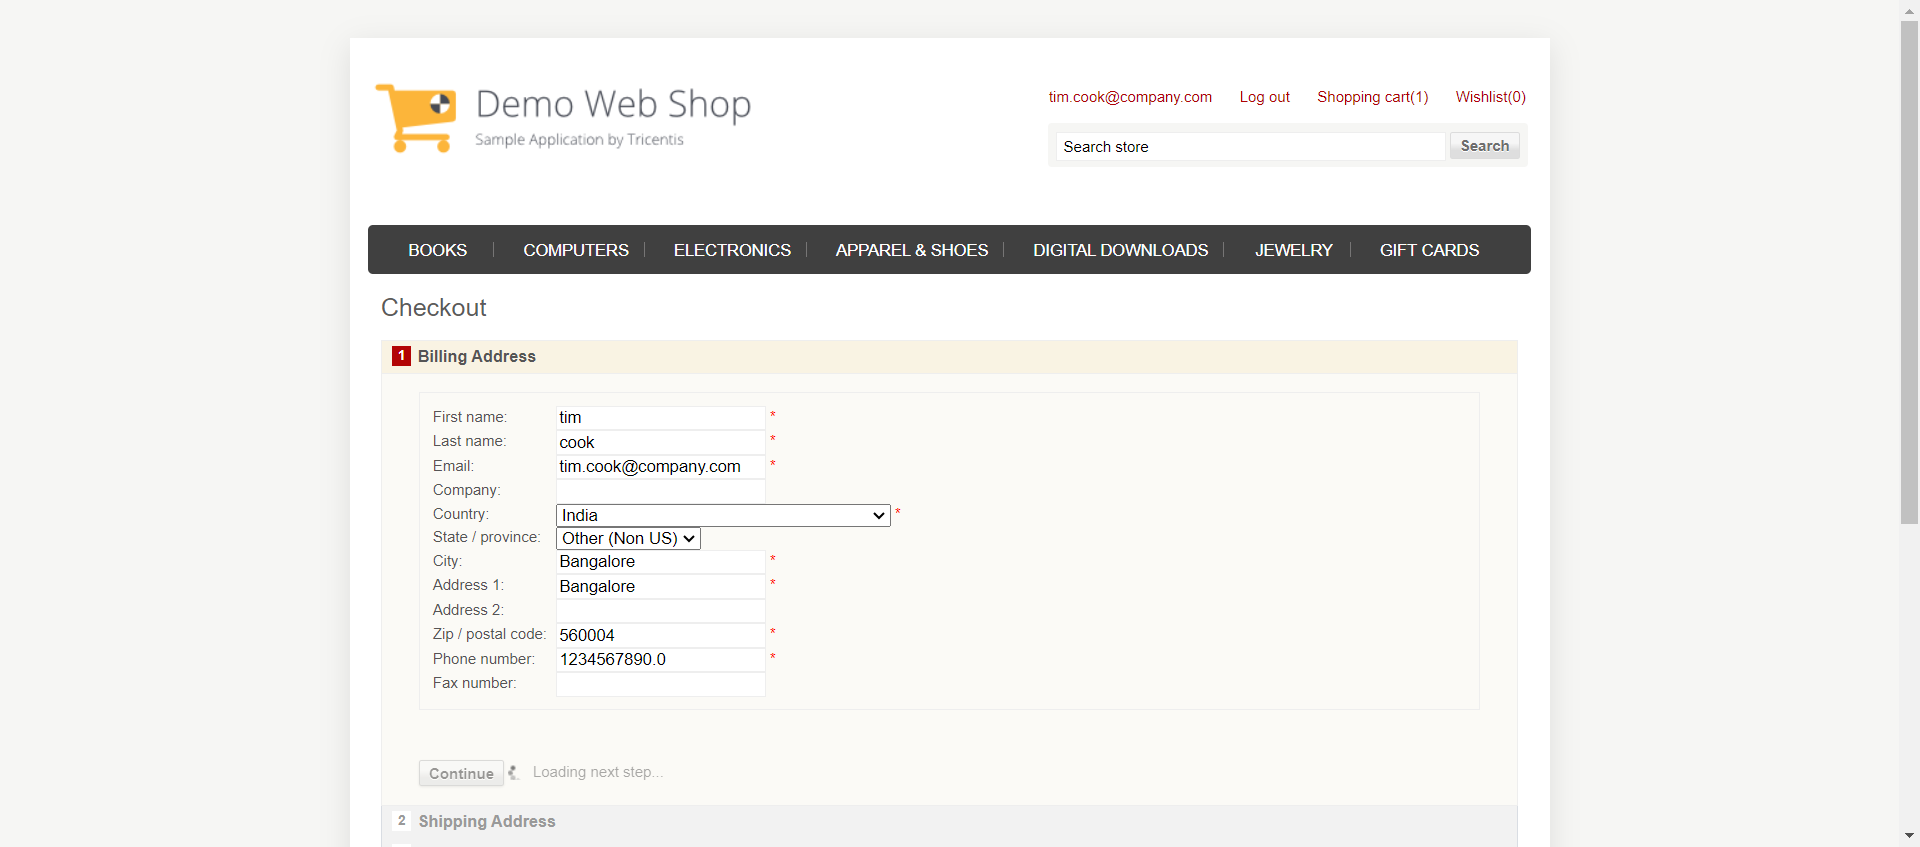 Demo Web Shop
Sample Application by Tricentis
tim.cook@company.com Log out Shopping cart(1) Wishlist(0)
Search store Search
BOOKS COMPUTERS ELECTRONICS APPAREL & SHOES DIGITAL DOWNLOADS JEWELRY GIFT CARDS
Checkout
1 Billing Address
First name: tim *
Last name: cook *
Email: tim.cook@company.com *
Company:
Country: India *
State / province: Other (Non US)
City: Bangalore *
Address 1: Bangalore *
Address 2:
Zip / postal code: 560004 *
Phone number: 1234567890.0 *
Fax number:
Continue Loading next step...
2 Shipping Address